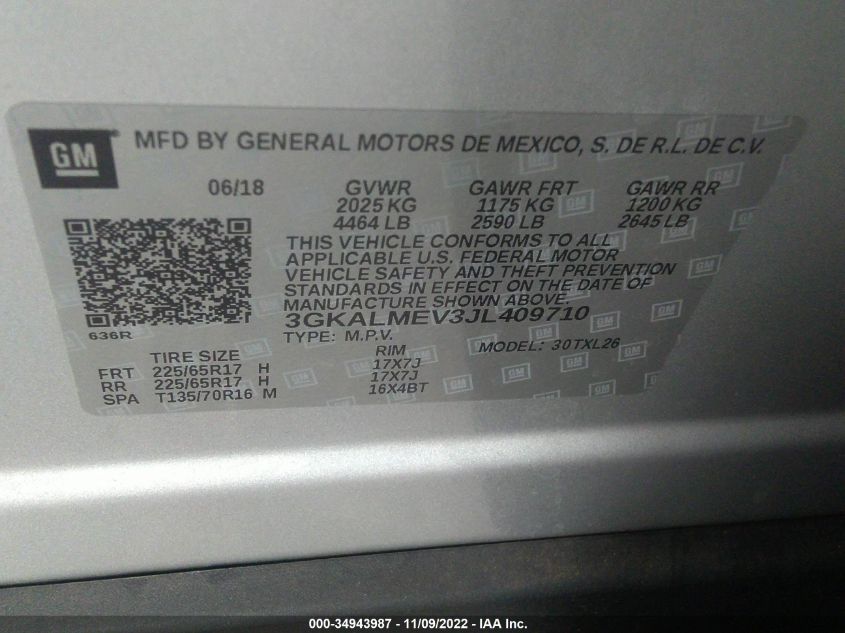 GM MFD BY GENERAL MOTORS DE MEXICO, S. DE R.L. DE C.V.
06/18 GVWR GAWR FRT GAWR RR
2025 KG 1175 KG 1200 KG
4464 LB 2590 LB 2645 LB
THIS VEHICLE CONFORMS TO ALL
APPLICABLE U.S. FEDERAL MOTOR
VEHICLE SAFETY AND THEFT PREVENTION
STANDARDS IN EFFECT ON THE DATE OF
MANUFACTURE SHOWN ABOVE.
3GKALMEV3JL409710
636R TYPE: M.P.V. MODEL: 30TXL26
TIRE SIZE RIM
FRT 225/65R17 H 17X7J
RR 225/65R17 H 17X7J
SPA T135/70R16 M 16X4BT
000-34943987 - 11/09/2022 - IAA Inc.